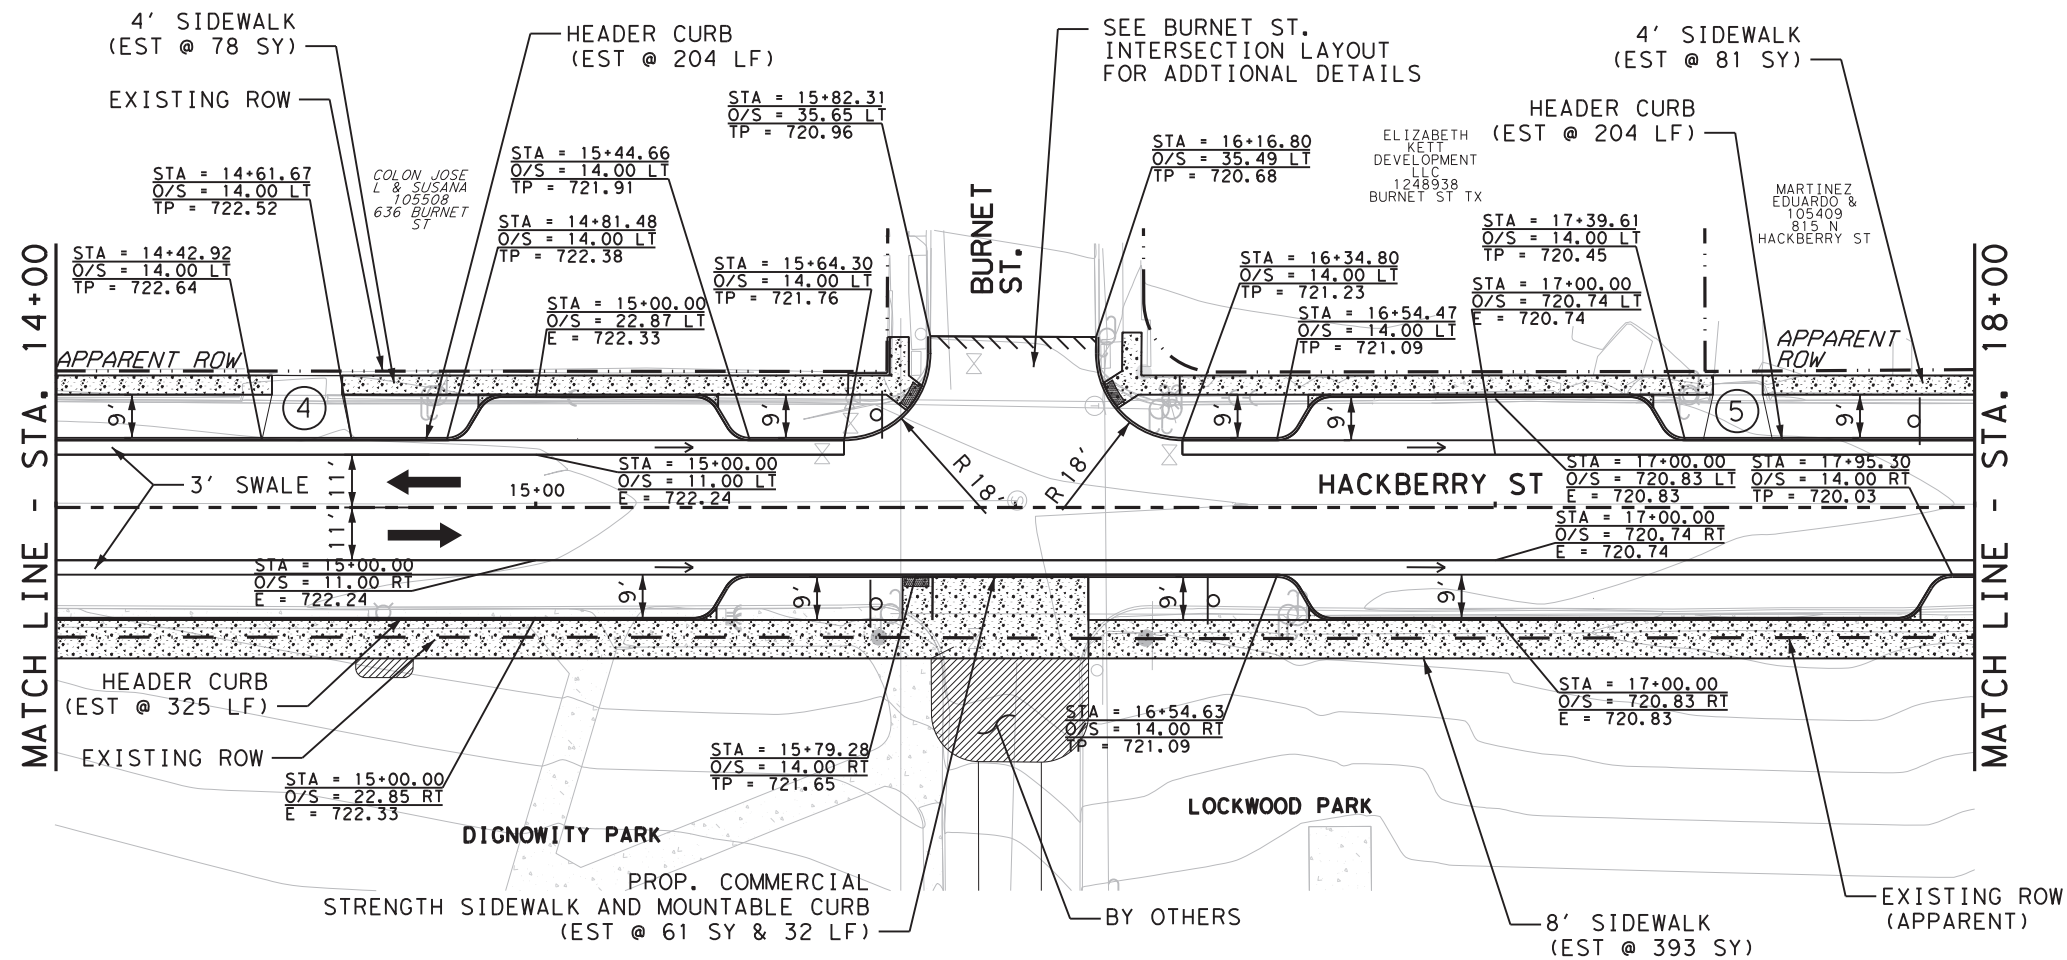 4' SIDEWALK
(EST @ 78 SY)
EXISTING ROW
HEADER CURB
(EST @ 204 LF)
SEE BURNET ST.
INTERSECTION LAYOUT
FOR ADDTIONAL DETAILS
4' SIDEWALK
(EST @ 81 SY)
HEADER CURB
(EST @ 204 LF)
STA = 15+82.31
O/S = 35.65 LT
TP = 720.96
STA = 16+16.80
O/S = 35.49 LT
TP = 720.68
ELIZABETH
KETT
DEVELOPMENT
LLC
1248938
BURNET ST TX
MARTINEZ
EDUARDO &
105409
815 N
HACKBERRY ST
STA = 14+61.67
O/S = 14.00 LT
TP = 722.52
COLON JOSE
L & SUSANA
105508
636 BURNET
ST
STA = 15+44.66
O/S = 14.00 LT
TP = 721.91
STA = 14+81.48
O/S = 14.00 LT
TP = 722.38
STA = 14+42.92
O/S = 14.00 LT
TP = 722.64
STA = 15+64.30
O/S = 14.00 LT
TP = 721.76
STA = 15+00.00
O/S = 22.87 LT
E = 722.33
BURNET
ST.
STA = 16+34.80
O/S = 14.00 LT
TP = 721.23
STA = 16+54.47
O/S = 14.00 LT
TP = 721.09
STA = 17+39.61
O/S = 14.00 LT
TP = 720.45
STA = 17+00.00
O/S = 720.74 LT
E = 720.74
APPARENT ROW
APPARENT
ROW
MATCH LINE - STA. 14+00
MATCH LINE - STA. 18+00
4
5
9'
9'
9'
9'
9'
3' SWALE
11'
11'
15+00
STA = 15+00.00
O/S = 11.00 LT
E = 722.24
R 18'
R 18'
HACKBERRY ST
STA = 17+00.00
O/S = 720.83 LT
E = 720.83
STA = 17+95.30
O/S = 14.00 RT
TP = 720.03
STA = 17+00.00
O/S = 720.74 RT
E = 720.74
STA = 15+00.00
O/S = 11.00 RT
E = 722.24
9'
9'
9'
9'
HEADER CURB
(EST @ 325 LF)
EXISTING ROW
STA = 15+00.00
O/S = 22.85 RT
E = 722.33
STA = 15+79.28
O/S = 14.00 RT
TP = 721.65
STA = 16+54.63
O/S = 14.00 RT
TP = 721.09
STA = 17+00.00
O/S = 720.83 RT
E = 720.83
DIGNOWITY PARK
LOCKWOOD PARK
PROP. COMMERCIAL
STRENGTH SIDEWALK AND MOUNTABLE CURB
(EST @ 61 SY & 32 LF)
BY OTHERS
8' SIDEWALK
(EST @ 393 SY)
EXISTING ROW
(APPARENT)